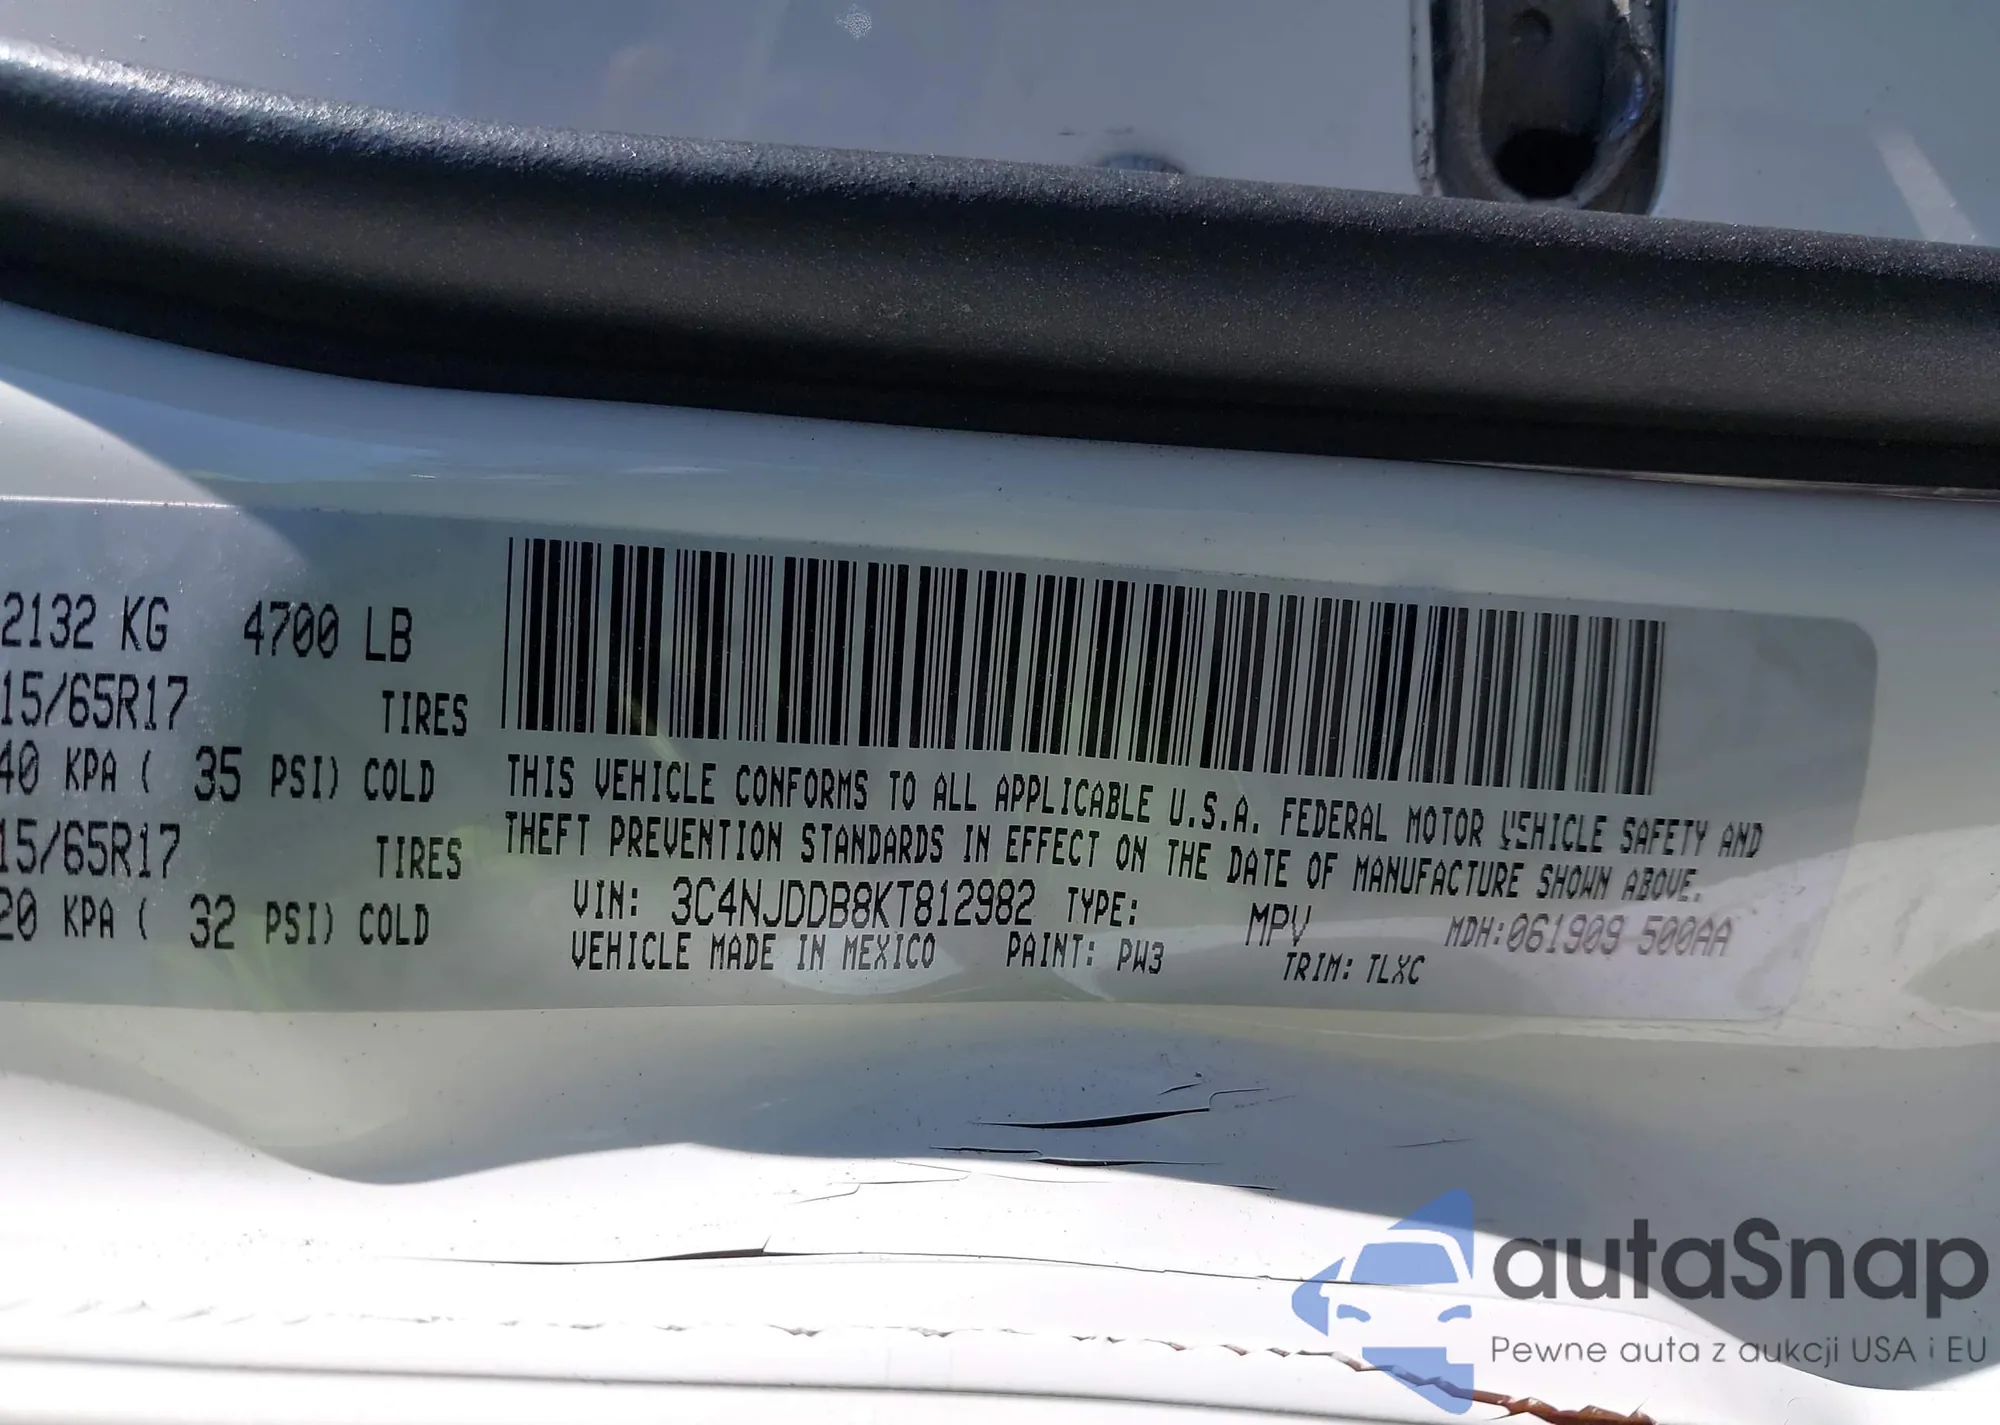 2132 KG 4700 LB
15/65R17 TIRES
40 KPA ( 35 PSI) COLD
15/65R17 TIRES
20 KPA ( 32 PSI) COLD
THIS VEHICLE CONFORMS TO ALL APPLICABLE U.S.A. FEDERAL MOTOR VEHICLE SAFETY AND
THEFT PREVENTION STANDARDS IN EFFECT ON THE DATE OF MANUFACTURE SHOWN ABOVE.
VIN: 3C4NJDDB8KT812982 TYPE: MPV MDH:061909 500AA
VEHICLE MADE IN MEXICO PAINT: PW3 TRIM: TLXC
autaSnap
Pewne auta z aukcji USA i EU